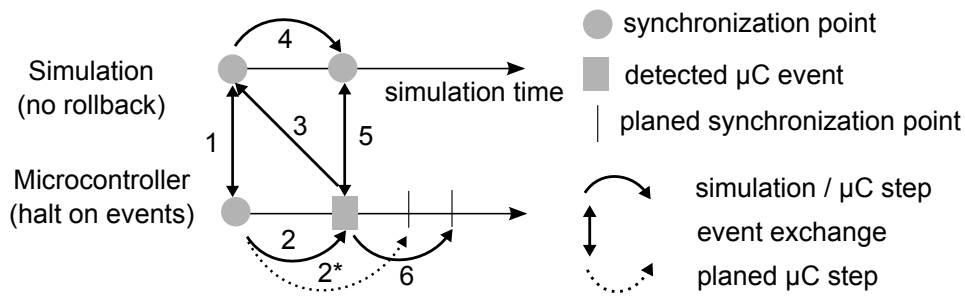 4
Simulation
(no rollback)
simulation time
1
3
5
Microcontroller
(halt on events)
2
2*
6
synchronization point
detected µC event
planed synchronization point
simulation / µC step
event exchange
planed µC step